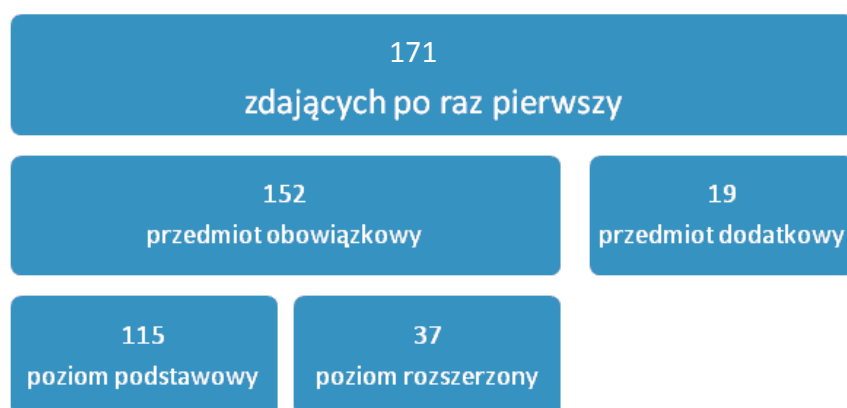 171
zdających po raz pierwszy
152
przedmiot obowiązkowy
19
przedmiot dodatkowy
115
poziom podstawowy
37
poziom rozszerzony